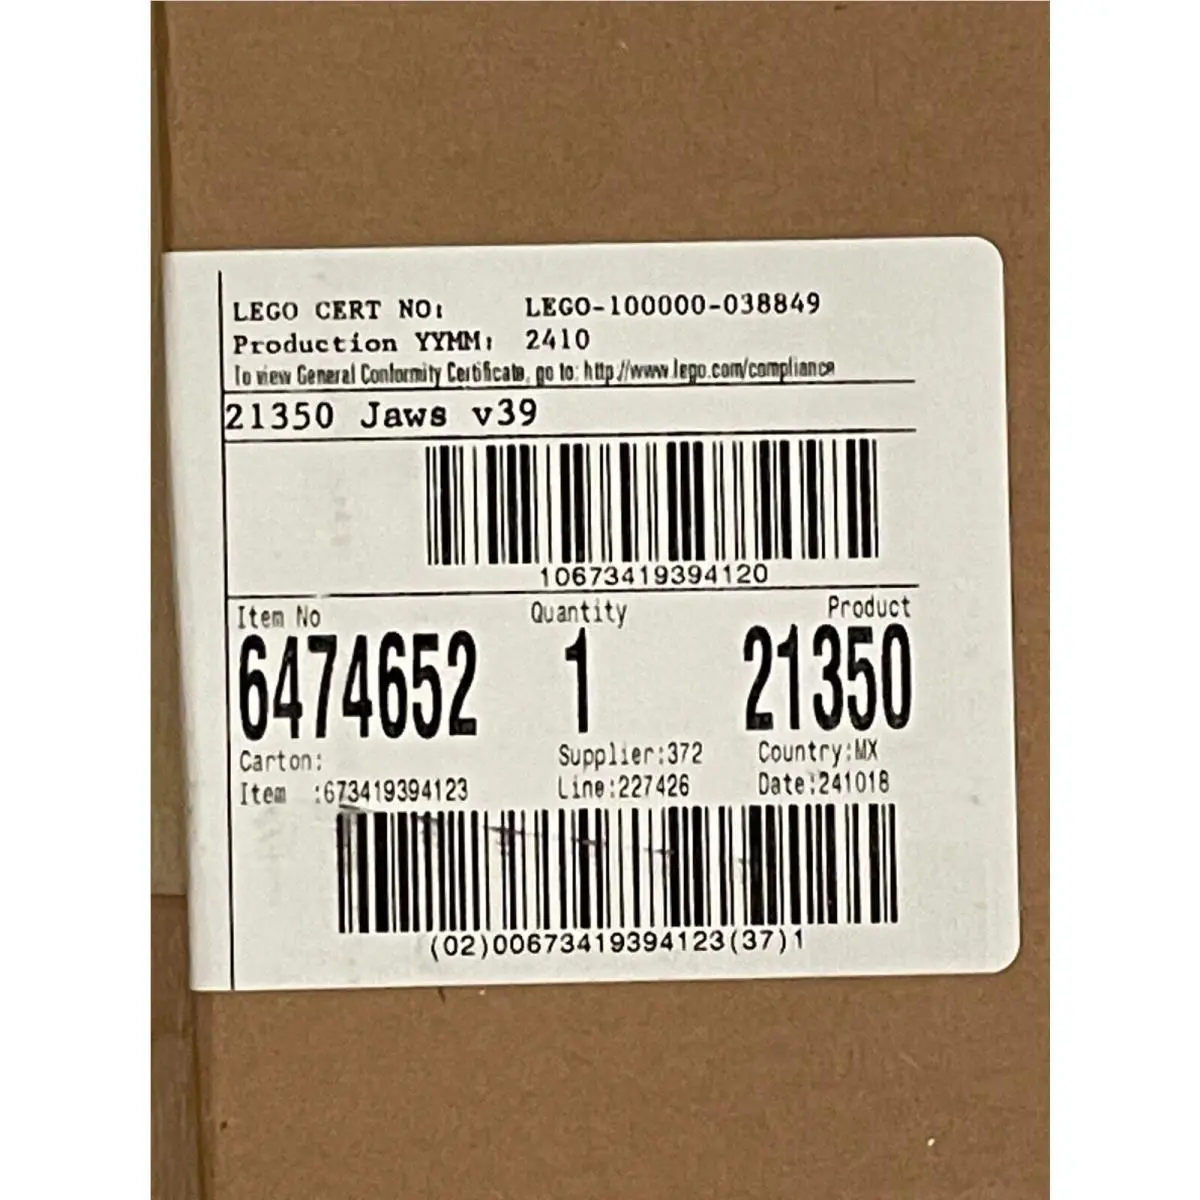 LEGO CERT NO: LEGO-100000-038849
Production YYMM: 2410
To view General Conformity Certificate, go to: http://www.lego.com/compliance
21350 Jaws v39
10673419394120
Item No Quantity Product
6474652 1 21350
Carton: Supplier:372 Country:MX
Item :673419394123 Line:227426 Date:241018
(02)00673419394123(37)1